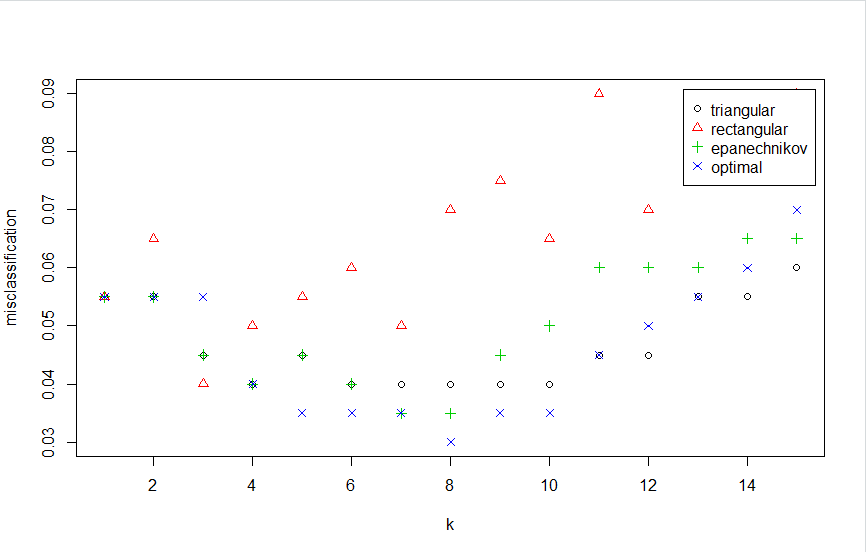 0.09
0.08
0.07
0.06
0.05
0.04
0.03
misclassification
triangular
rectangular
epanechnikov
optimal
2 4 6 8 10 12 14
k